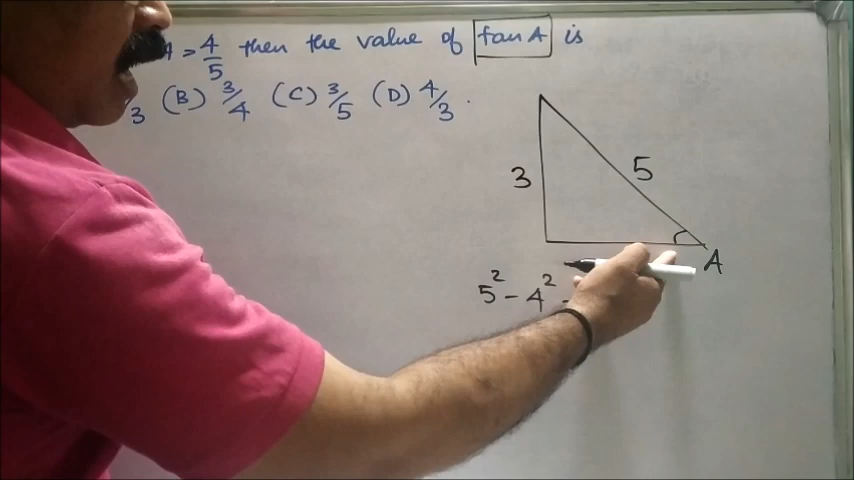 A = 4/5 then the value of tan A is
3 (B) 3/4 (C) 3/5 (D) 4/3.
3
5
A
5² - 4²